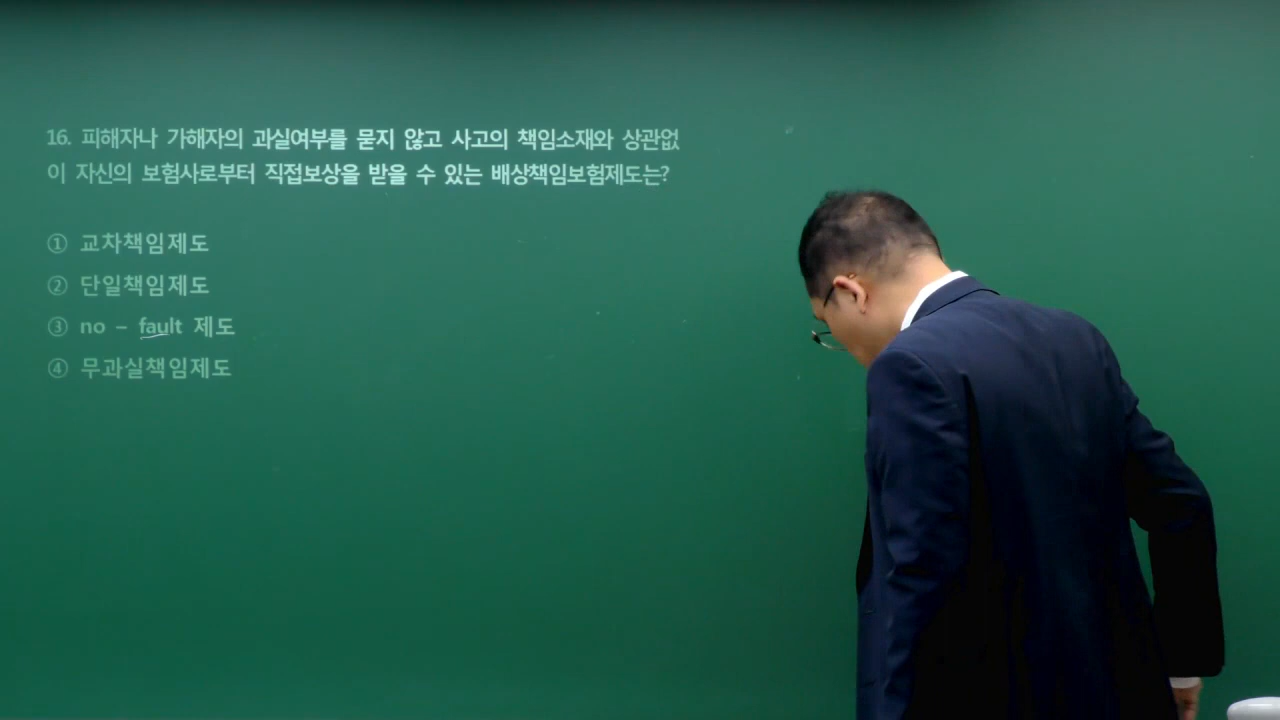 16. 피해자나 가해자의 과실여부를 묻지 않고 사고의 책임소재와 상관없
이 자신의 보험사로부터 직접보상을 받을 수 있는 배상책임보험제도는?
① 교차책임제도
② 단일책임제도
③ no – fault 제도
④ 무과실책임제도